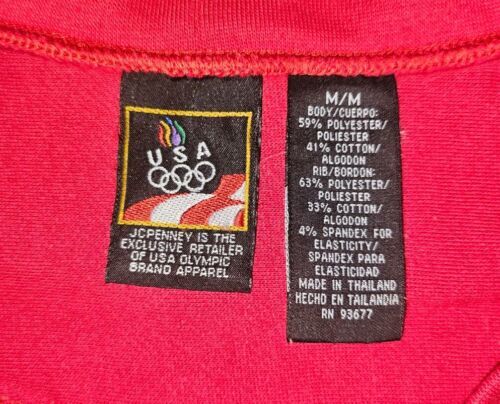 USA
JCPENNEY IS THE
EXCLUSIVE RETAILER
OF USA OLYMPIC
BRAND APPAREL
M/M
BODY/CUERPO:
59% POLYESTER/
POLIESTER
41% COTTON/
ALGODON
RIB/BORDON:
63% POLYESTER/
POLIESTER
33% COTTON/
ALGODON
4% SPANDEX FOR
ELASTICITY/
SPANDEX PARA
ELASTICIDAD
MADE IN THAILAND
HECHO EN TAILANDIA
RN 93677